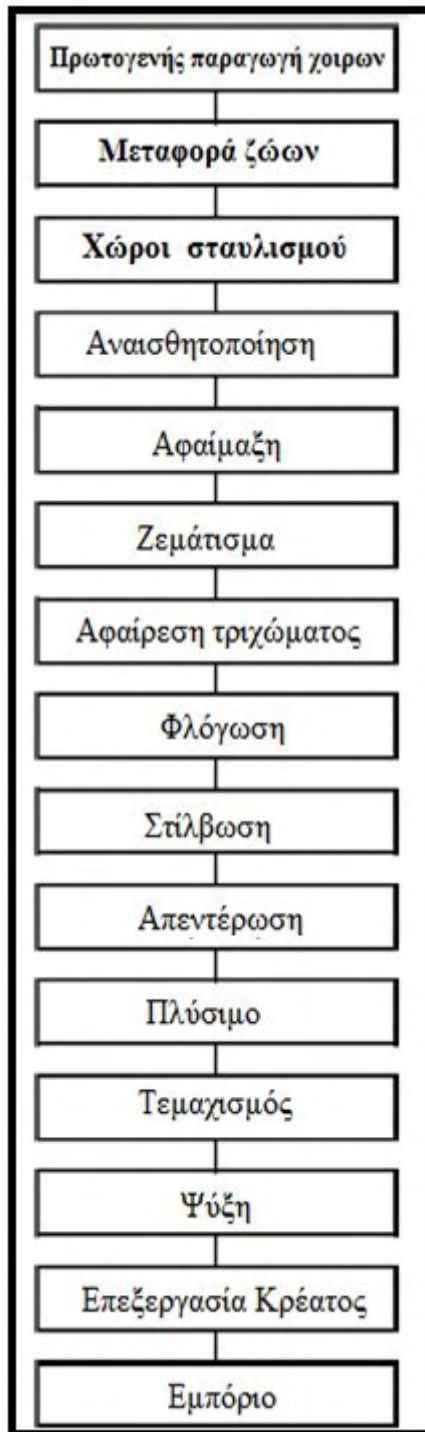 Πρωτογενής παραγωγή χοιρων
Μεταφορά ζώων
Χώροι σταυλισμού
Αναισθητοποίηση
Αφαίμαξη
Ζεμάτισμα
Αφαίρεση τριχώματος
Φλόγωση
Στίλβωση
Απεντέρωση
Πλύσιμο
Τεμαχισμός
Ψύξη
Επεξεργασία Κρέατος
Εμπόριο